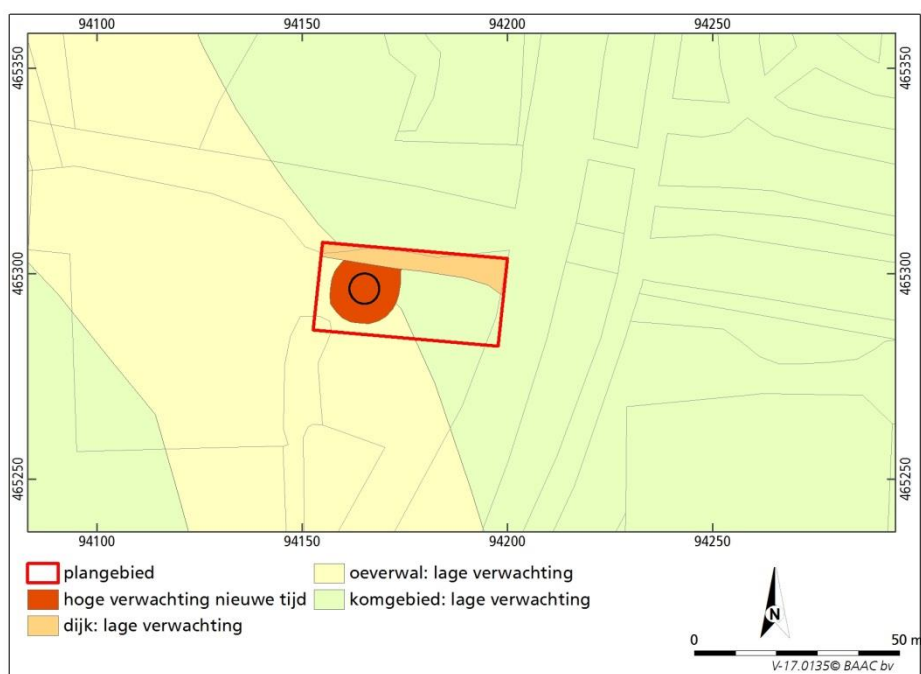 94100 94150 94200 94250
465350 465350
465300 465300
465250 465250
94100 94150 94200 94250
plangebied
hoge verwachting nieuwe tijd
dijk: lage verwachting
oeverwal: lage verwachting
komgebied: lage verwachting
N
0 50 m
V-17.0135© BAAC bv